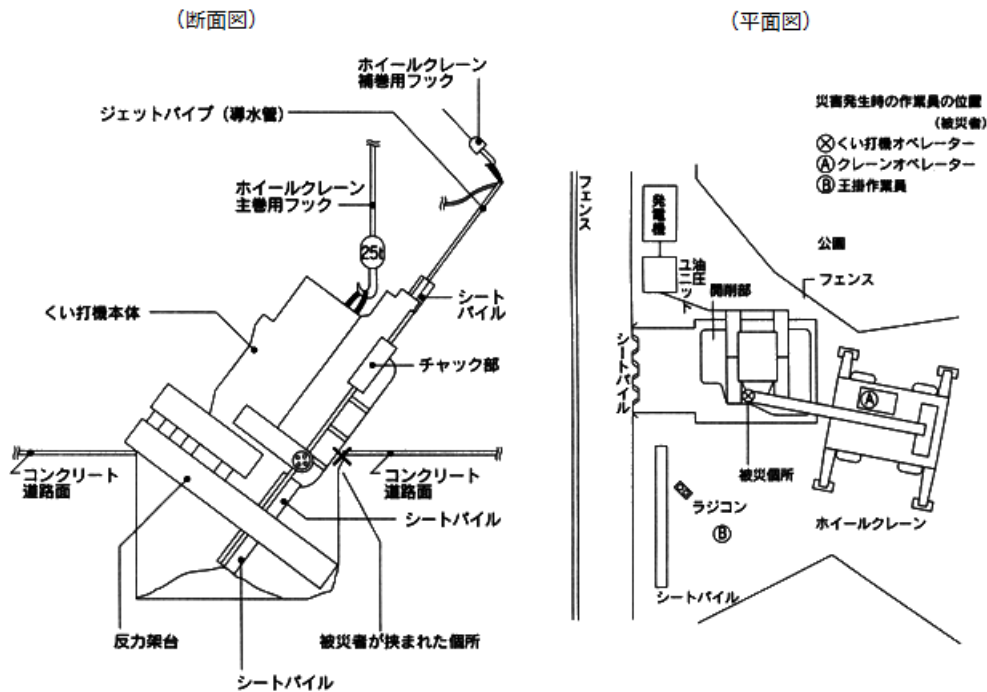 （断面図）
ホイールクレーン
補巻用フック
ジェットパイプ（導水管）
ホイールクレーン
主巻用フック
25t
シート
パイル
くい打機本体
チャック部
コンクリート
道路面
コンクリート
道路面
シートパイル
反力架台
被災者が挟まれた個所
シートパイル
（平面図）
災害発生時の作業員の位置
（被災者）
くい打機オペレーター
Aクレーンオペレーター
B王掛作業員
フェンス
発電機
油圧
ユニット
開削部
公園
フェンス
シートパイル
A
被災個所
ラジコン
B
ホイールクレーン
シートパイル